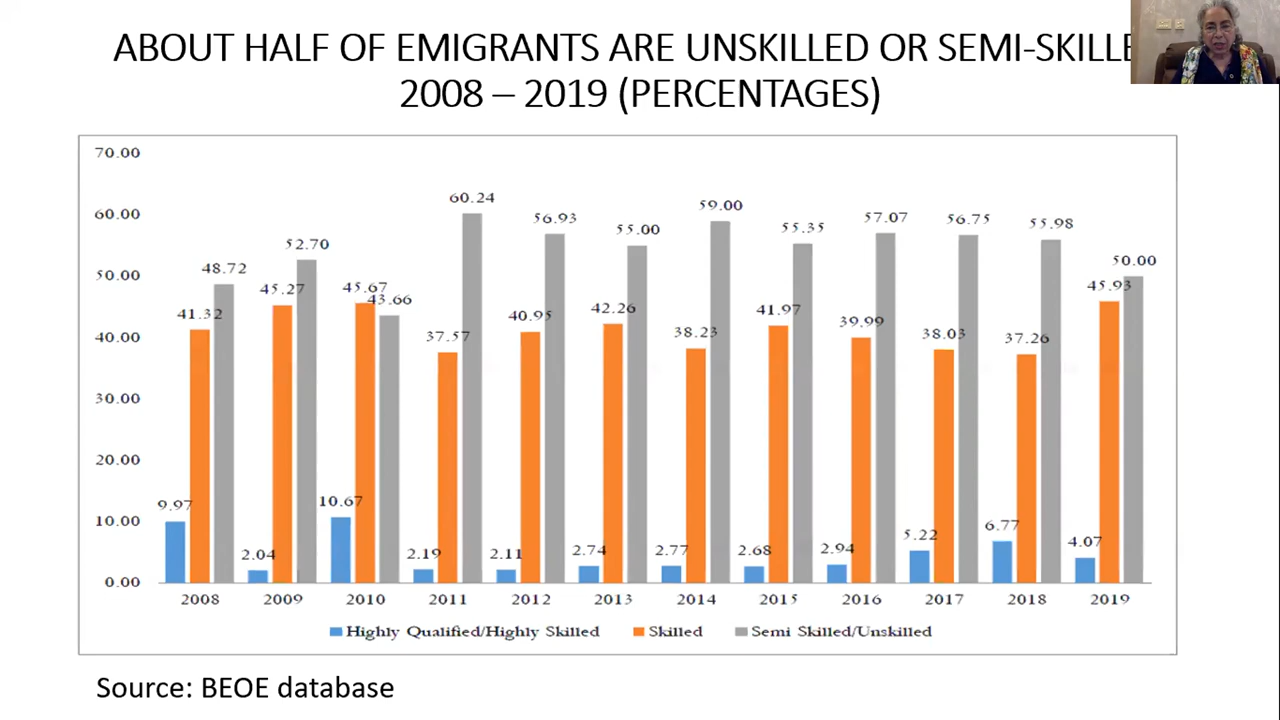 ABOUT HALF OF EMIGRANTS ARE UNSKILLED OR SEMI-SKILLE
2008 – 2019 (PERCENTAGES)
70.00
60.00
50.00
40.00
30.00
20.00
10.00
0.00
9.97 41.32 48.72
2.04 45.27 52.70
10.67 45.67 43.66
2.19 37.57 60.24
2.11 40.95 56.93
2.74 42.26 55.00
2.77 38.23 59.00
2.68 41.97 55.35
2.94 39.99 57.07
5.22 38.03 56.75
6.77 37.26 55.98
4.07 45.93 50.00
2008 2009 2010 2011 2012 2013 2014 2015 2016 2017 2018 2019
Highly Qualified/Highly Skilled Skilled Semi Skilled/Unskilled
Source: BEOE database